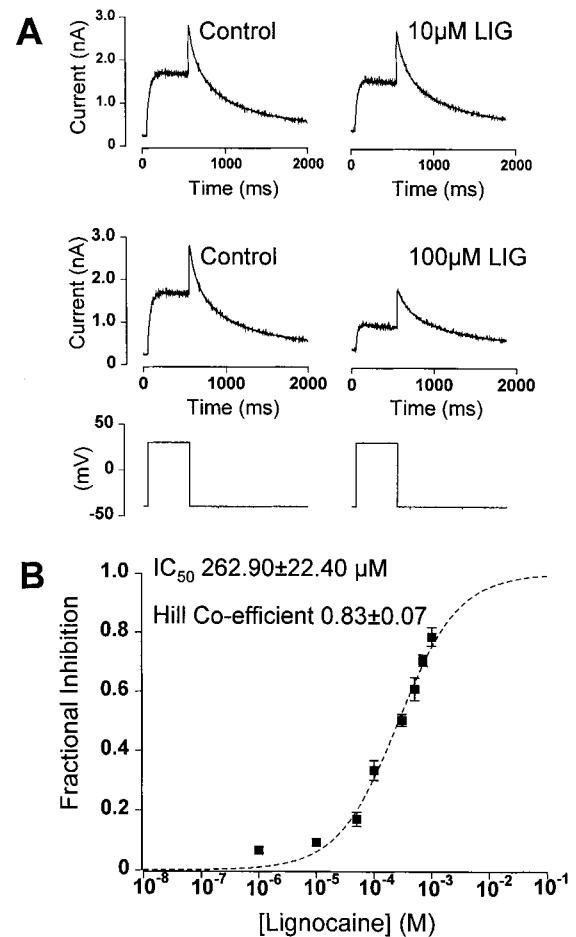 A
Control
10µM LIG
3.0
2.0
1.0
0
Current (nA)
0 1000 2000
0 1000 2000
Time (ms)
Time (ms)
Control
100µM LIG
3.0
2.0
1.0
0
Current (nA)
0 1000 2000
0 1000 2000
Time (ms)
Time (ms)
50
0
-50
(mV)
B
IC50 262.90±22.40 µM
Hill Co-efficient 0.83±0.07
1.0
0.8
0.6
0.4
0.2
0
Fractional Inhibition
10-8 10-7 10-6 10-5 10-4 10-3 10-2 10-1
[Lignocaine] (M)